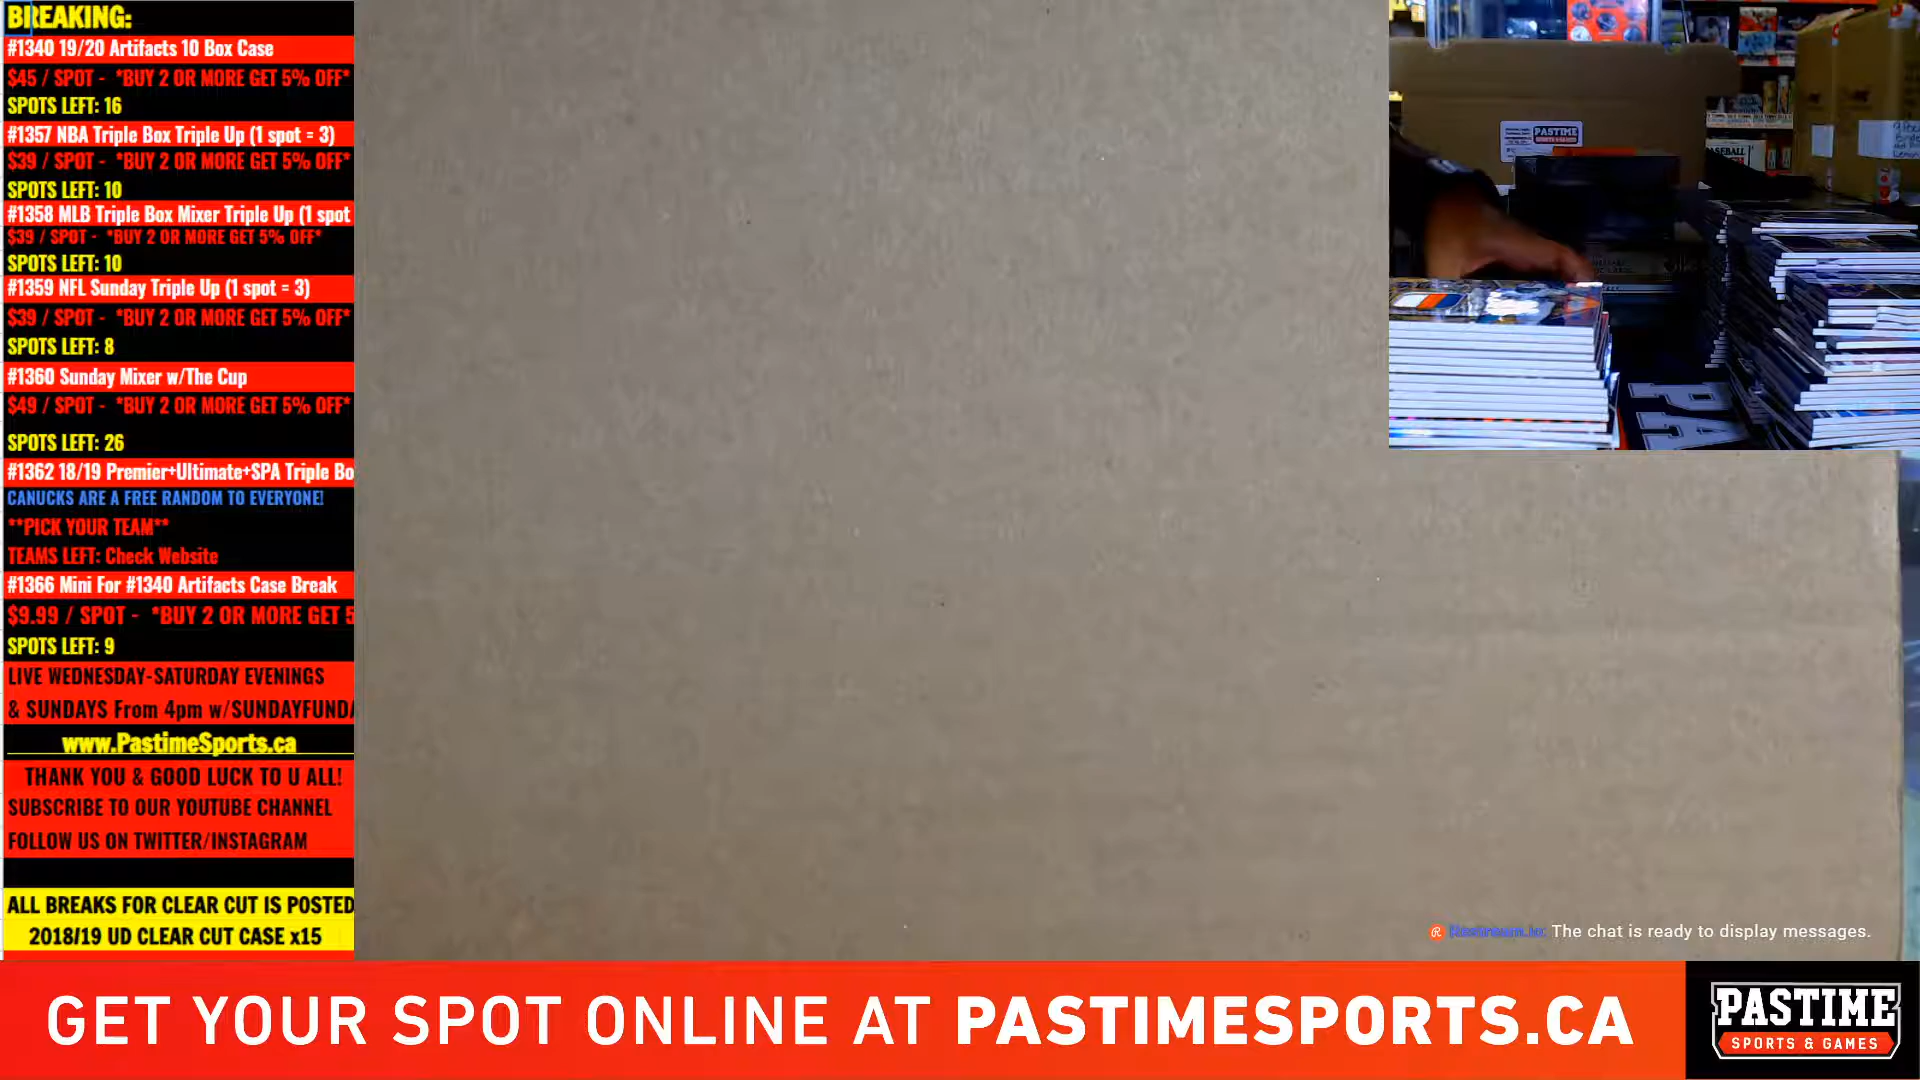 BREAKING:
#1340 19/20 Artifacts 10 Box Case
$45 / SPOT - *BUY 2 OR MORE GET 5% OFF*
SPOTS LEFT: 16
#1357 NBA Triple Box Triple Up (1 spot = 3)
$39 / SPOT - *BUY 2 OR MORE GET 5% OFF*
SPOTS LEFT: 10
#1358 MLB Triple Box Mixer Triple Up (1 spot
$39 / SPOT - *BUY 2 OR MORE GET 5% OFF*
SPOTS LEFT: 10
#1359 NFL Sunday Triple Up (1 spot = 3)
$39 / SPOT - *BUY 2 OR MORE GET 5% OFF*
SPOTS LEFT: 8
#1360 Sunday Mixer w/The Cup
$49 / SPOT - *BUY 2 OR MORE GET 5% OFF*
SPOTS LEFT: 26
#1362 18/19 Premier+Ultimate+SPA Triple Bo
CANUCKS ARE A FREE RANDOM TO EVERYONE!
**PICK YOUR TEAM**
TEAMS LEFT: Check Website
#1366 Mini For #1340 Artifacts Case Break
$9.99 / SPOT - *BUY 2 OR MORE GET 5
SPOTS LEFT: 9
LIVE WEDNESDAY-SATURDAY EVENINGS
& SUNDAYS From 4pm w/SUNDAYFUNDA
www.PastimeSports.ca
THANK YOU & GOOD LUCK TO U ALL!
SUBSCRIBE TO OUR YOUTUBE CHANNEL
FOLLOW US ON TWITTER/INSTAGRAM
ALL BREAKS FOR CLEAR CUT IS POSTED
2018/19 UD CLEAR CUT CASE x15
PASTIME
BASEBALL
PA
Restream.io: The chat is ready to display messages.
GET YOUR SPOT ONLINE AT PASTIMESPORTS.CA
PASTIME
SPORTS & GAMES